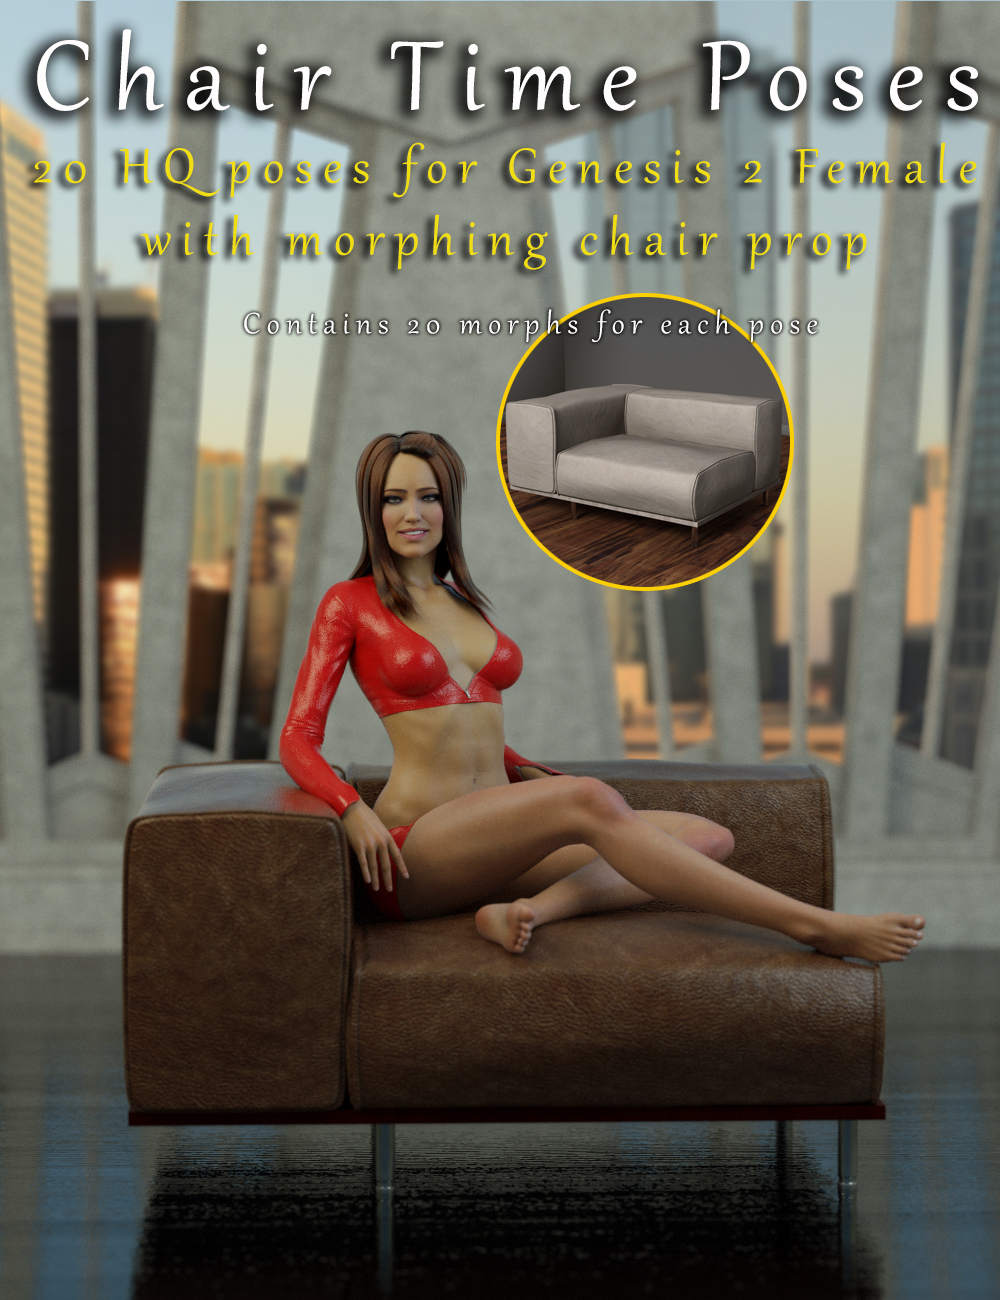 Chair Time Poses
20 HQ poses for Genesis 2 Female
with morphing chair prop
Contains 20 morphs for each pose